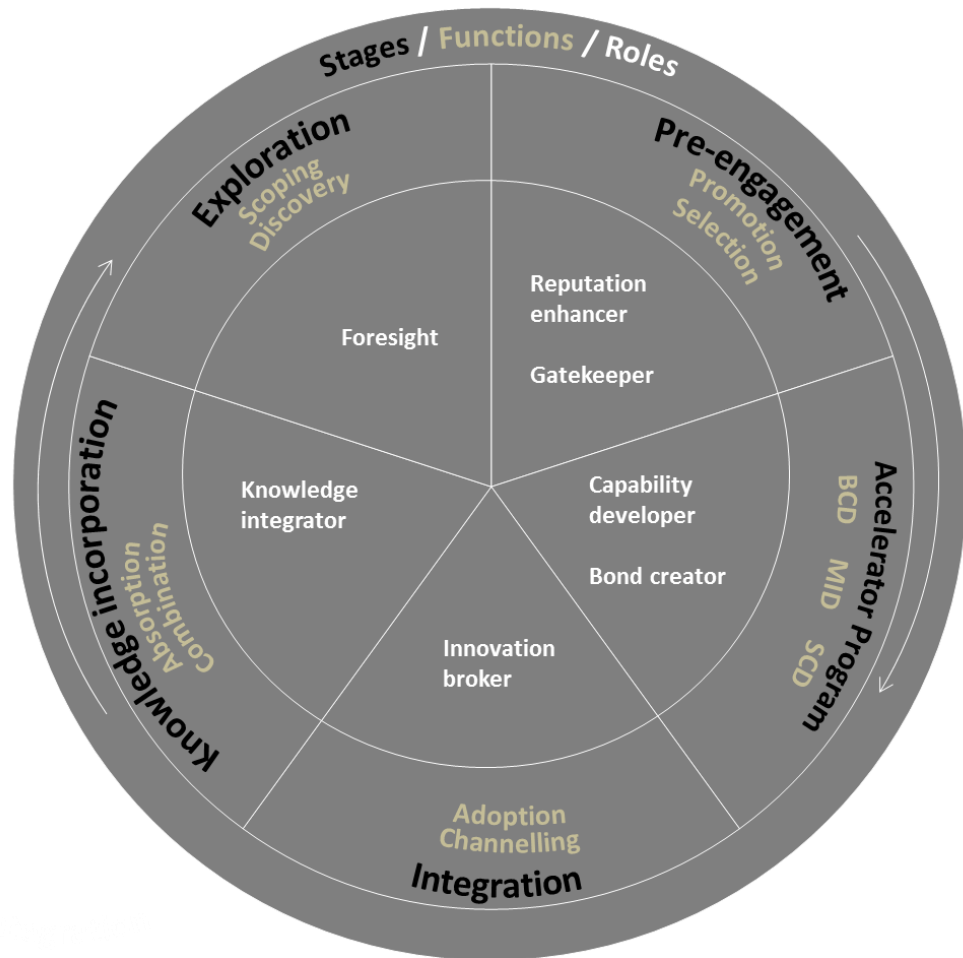 Stages / Functions / Roles
Exploration
Scoping
Discovery
Foresight
Pre-engagement
Promotion
Selection
Reputation
enhancer
Gatekeeper
Accelerator Program
BCD MID SCD
Capability
developer
Bond creator
Innovation
broker
Adoption
Channelling
Integration
Knowledge incorporation
Absorption
Combination
Knowledge
integrator